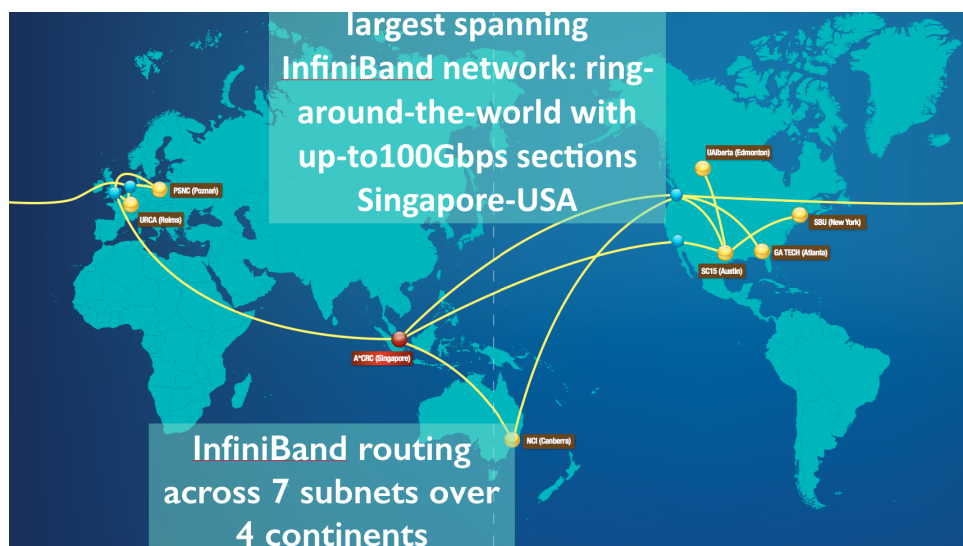 largest spanning
InfiniBand network: ring-
around-the-world with
up-to100Gbps sections
Singapore-USA
UAlberta (Edmonton)
PSNC (Poznań)
URCA (Reims)
SBU (New York)
GA TECH (Atlanta)
SC15 (Austin)
A*CRC (Singapore)
NCI (Canberra)
InfiniBand routing
across 7 subnets over
4 continents